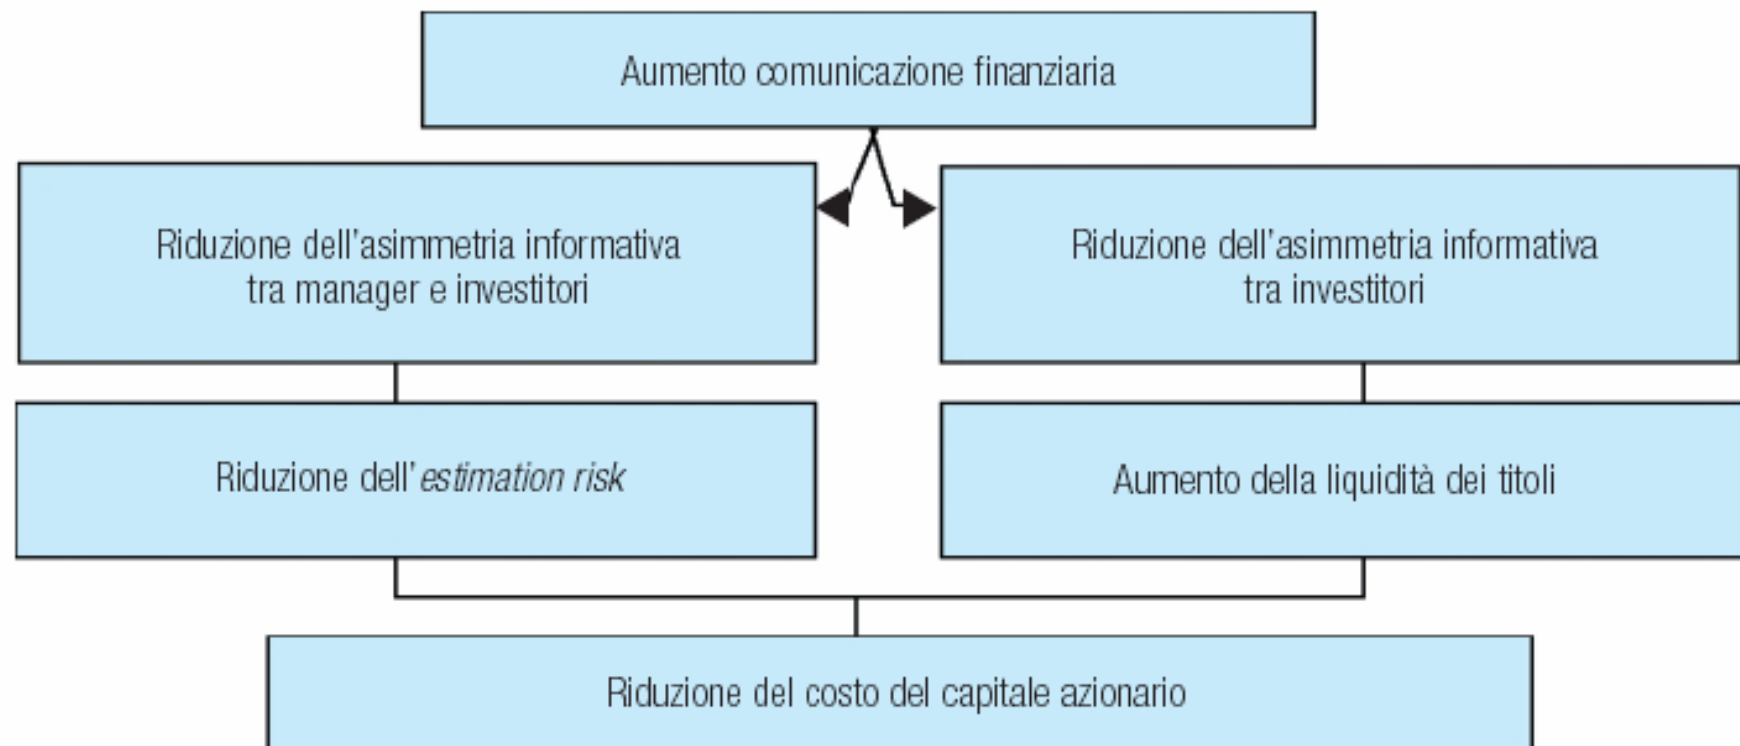 Aumento comunicazione finanziaria
Riduzione dell'asimmetria informativa
tra manager e investitori
Riduzione dell'asimmetria informativa
tra investitori
Riduzione dell'estimation risk
Aumento della liquidità dei titoli
Riduzione del costo del capitale azionario